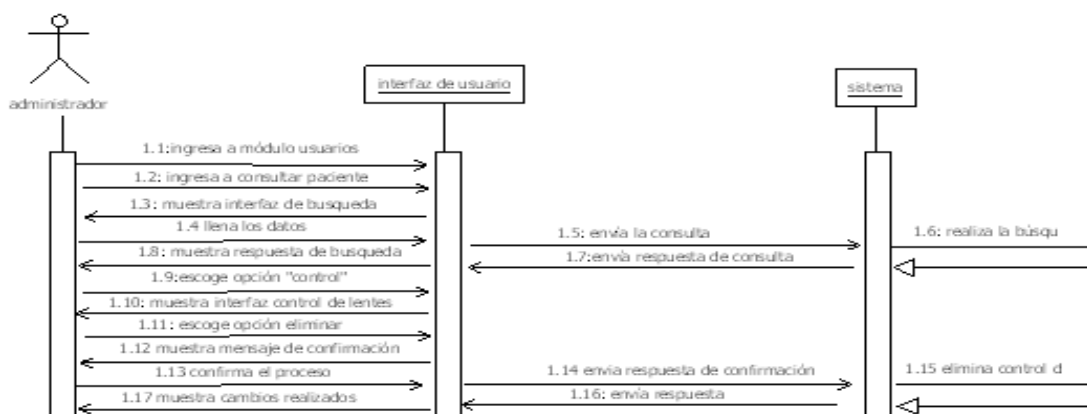 interfaz de usuario
sistema
administrador
1.1:ingresa a módulo usuarios
1.2: ingresa a consultar paciente
1.3: muestra interfaz de busqueda
1.4 llena los datos
1.5: envía la consulta
1.6: realiza la búsqu
1.7:envía respuesta de consulta
1.8: muestra respuesta de busqueda
1.9:escoge opción "control"
1.10: muestra interfaz control de lentes
1.11: escoge opción eliminar
1.12 muestra mensaje de confirmación
1.13 confirma el proceso
1.14 envia respuesta de confirmación
1.15 elimina control d
1.16: envía respuesta
1.17 muestra cambios realizados